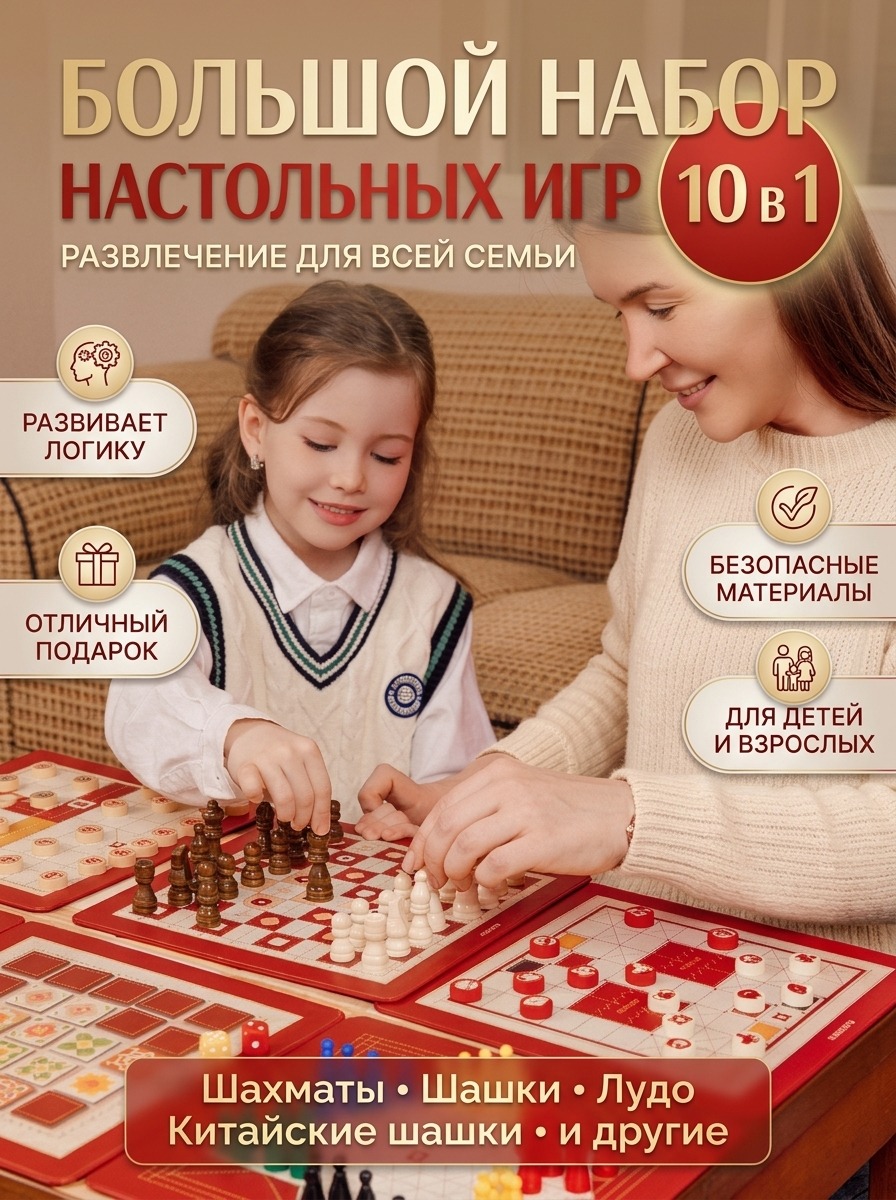 БОЛЬШОЙ НАБОР
НАСТОЛЬНЫХ ИГР
10 в 1
РАЗВЛЕЧЕНИЕ ДЛЯ ВСЕЙ СЕМЬИ
РАЗВИВАЕТ
ЛОГИКУ
ОТЛИЧНЫЙ
ПОДАРОК
БЕЗОПАСНЫЕ
МАТЕРИАЛЫ
ДЛЯ ДЕТЕЙ
И ВЗРОСЛЫХ
Шахматы • Шашки • Лудо
Китайские шашки • и другие